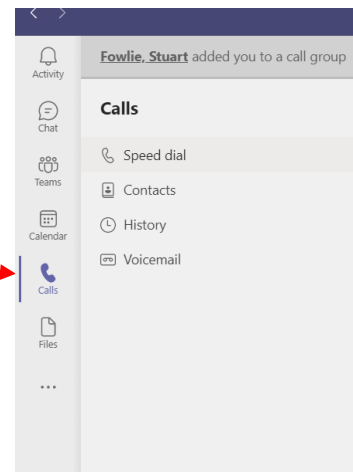 Fowlie, Stuart added you to a call group
Activity
Chat
Teams
Calendar
Calls
Files
Calls
Speed dial
Contacts
History
Voicemail